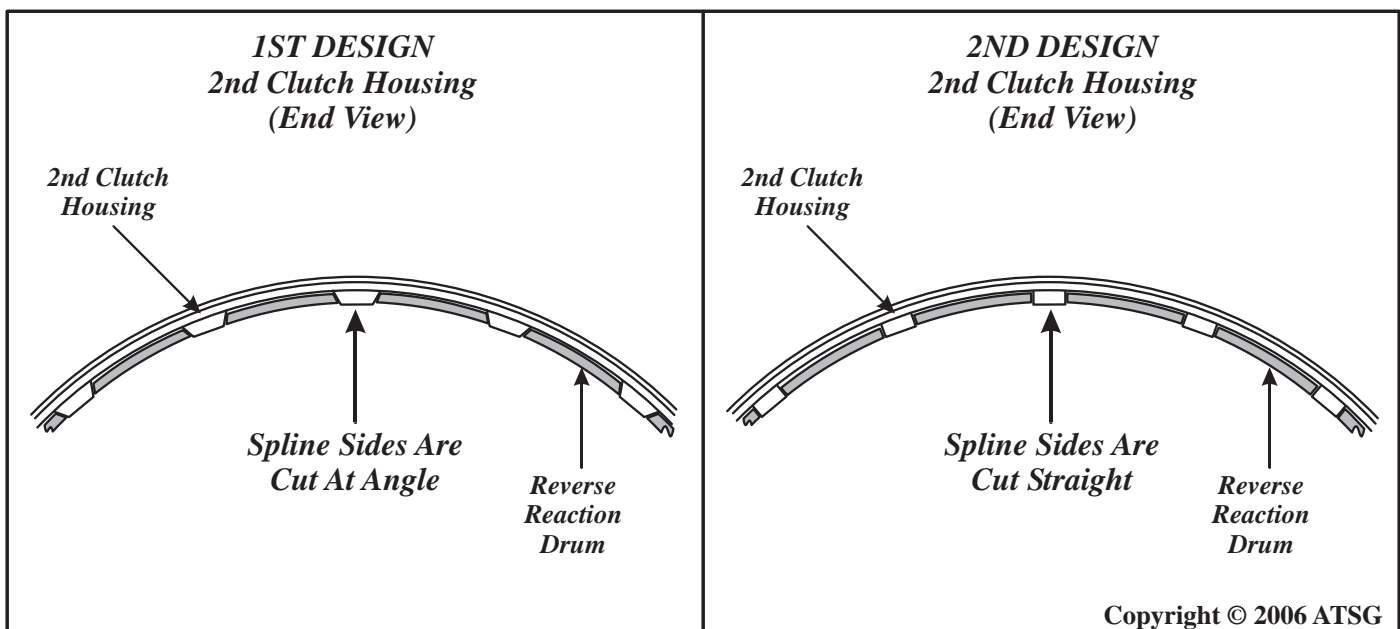 1ST DESIGN
2nd Clutch Housing
(End View)
2nd Clutch
Housing
Spline Sides Are
Cut At Angle
Reverse
Reaction
Drum
2ND DESIGN
2nd Clutch Housing
(End View)
2nd Clutch
Housing
Spline Sides Are
Cut Straight
Reverse
Reaction
Drum
Copyright © 2006 ATSG